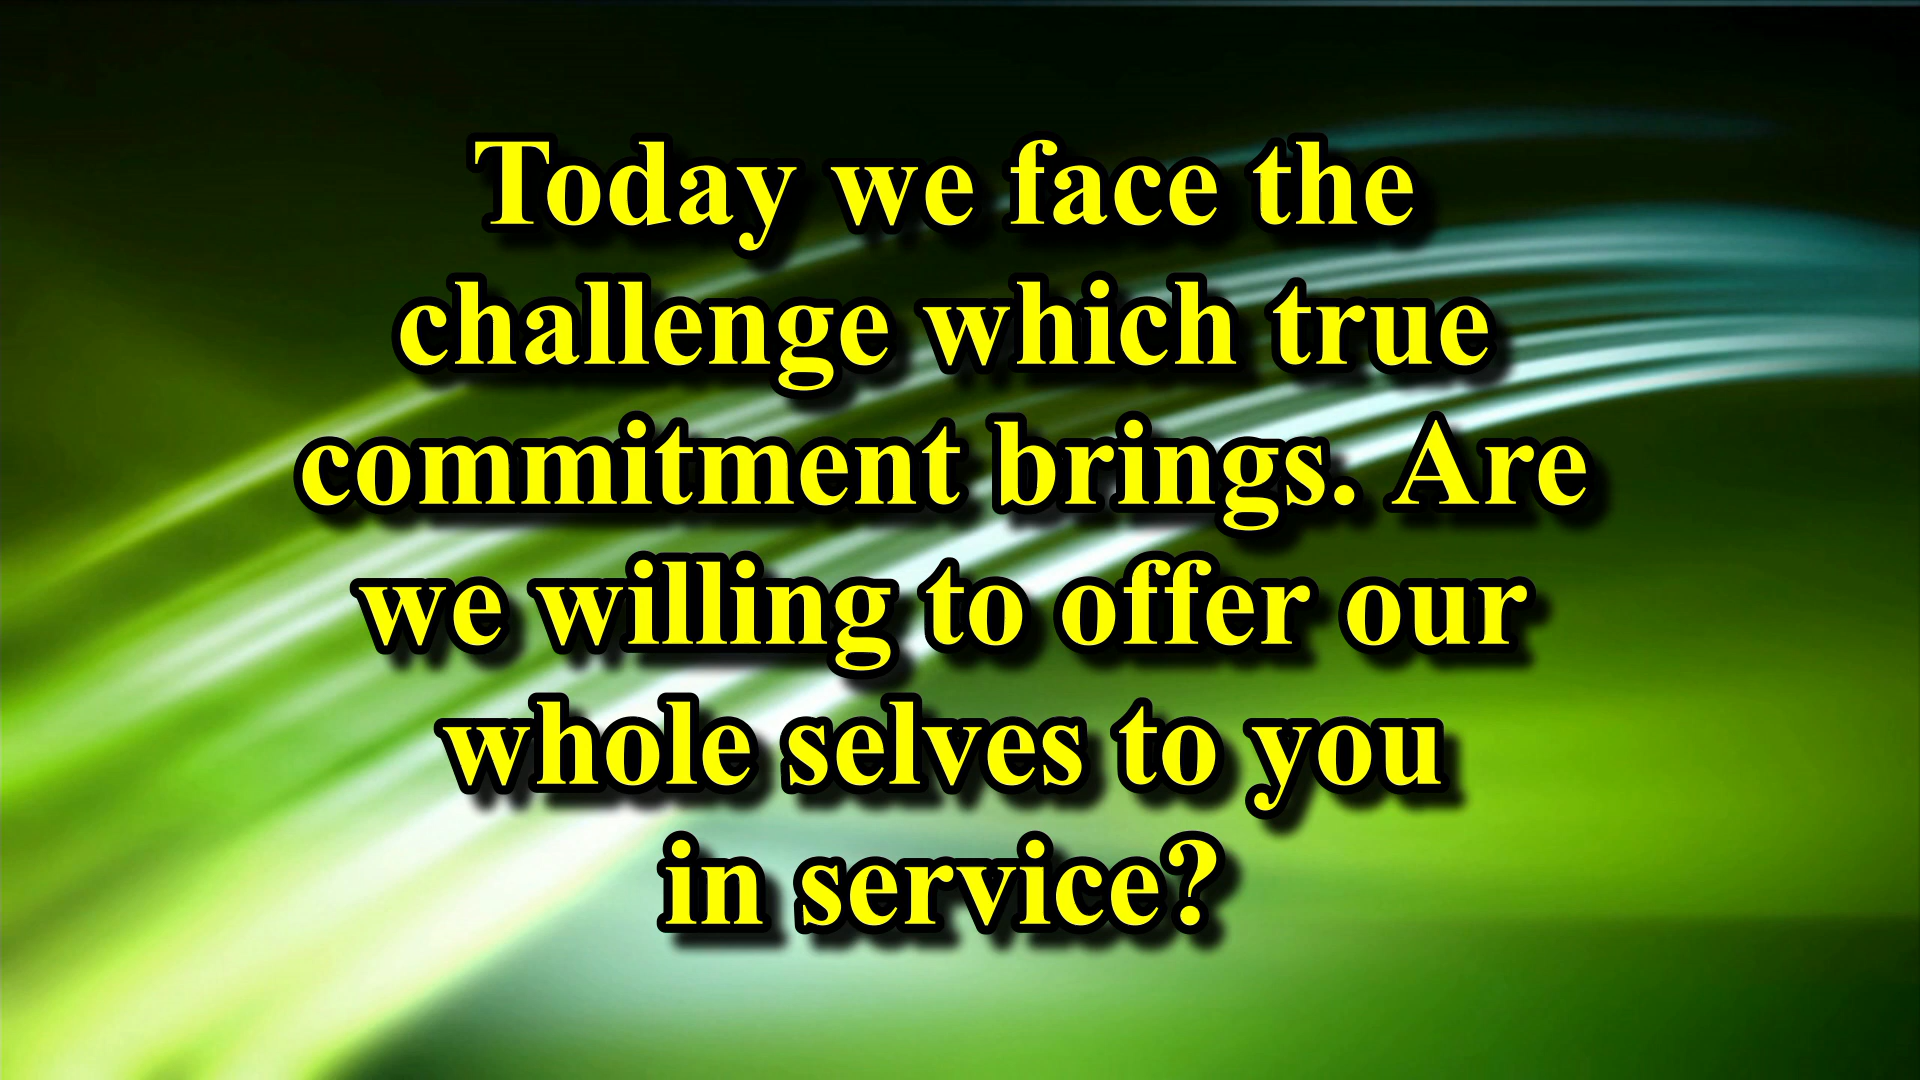 Today we face the
challenge which true
commitment brings. Are
we willing to offer our
whole selves to you
in service?